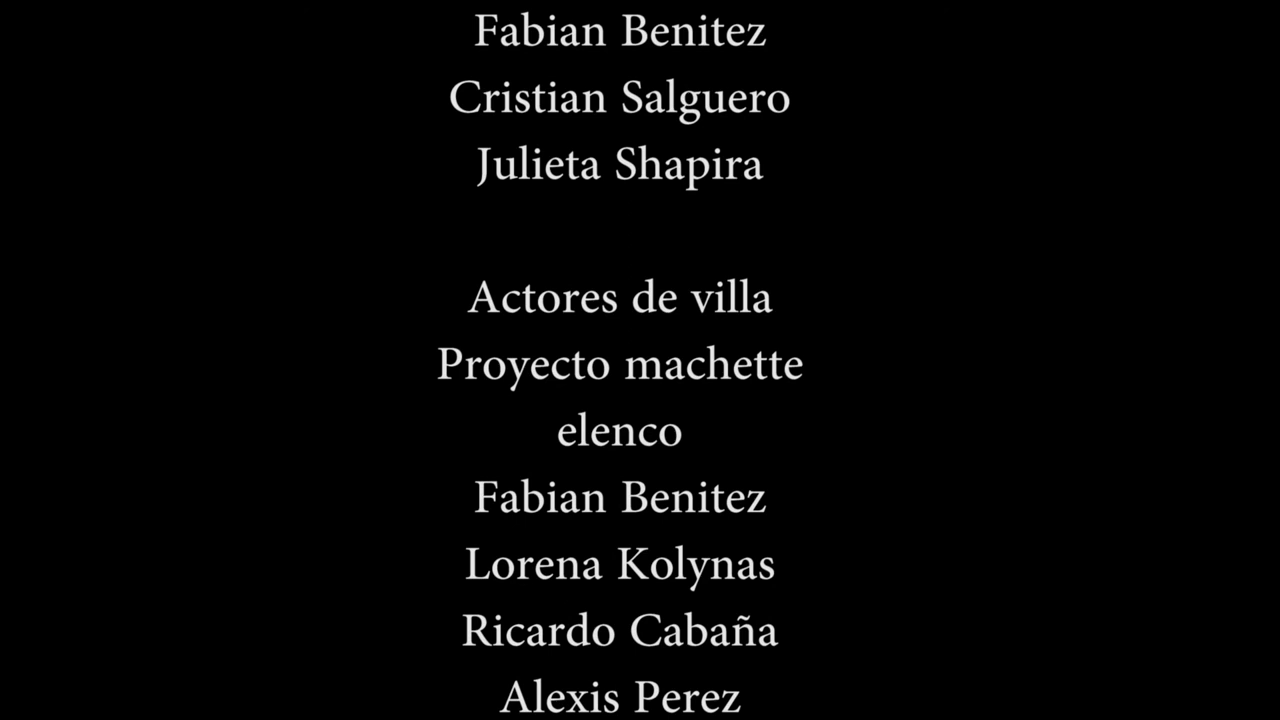 Fabian Benitez
Cristian Salguero
Julieta Shapira
Actores de villa
Proyecto machette
elenco
Fabian Benitez
Lorena Kolynas
Ricardo Cabaña
Alexis Perez